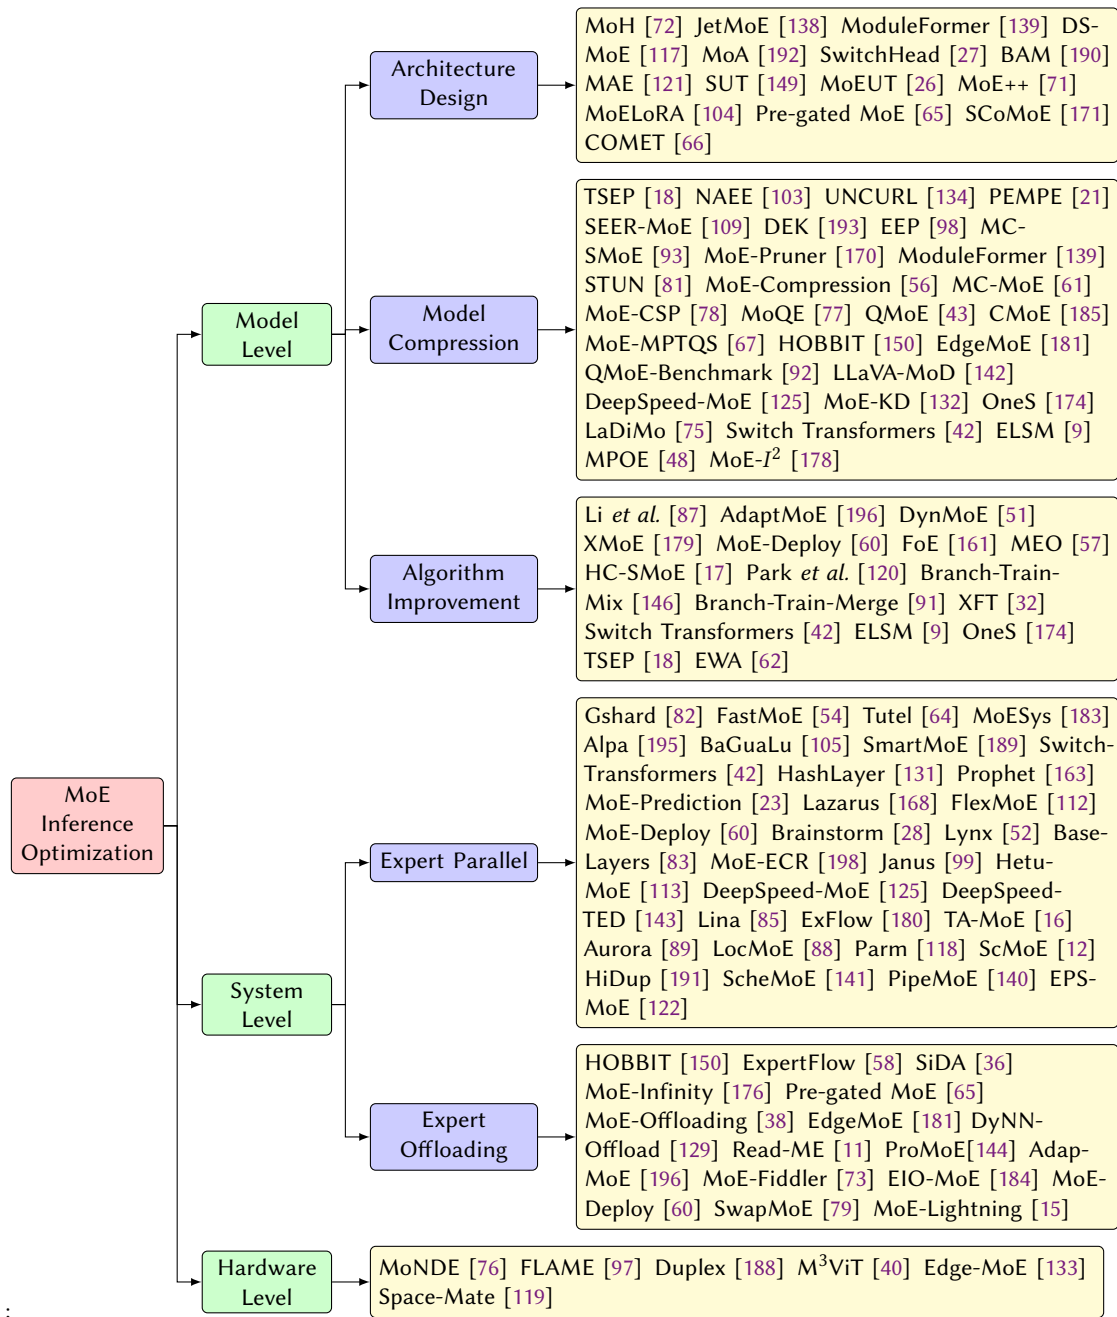 MoH [72] JetMoE [138] ModuleFormer [139] DS-
MoE [117] MoA [192] SwitchHead [27] BAM [190]
MAE [121] SUT [149] MoEUT [26] MoE++ [71]
MoELoRA [104] Pre-gated MoE [65] SCoMoE [171]
COMET [66]
Architecture
Design
TSEP [18] NAEE [103] UNCURL [134] PEMPE [21]
SEER-MoE [109] DEK [193] EEP [98] MC-
SMoE [93] MoE-Pruner [170] ModuleFormer [139]
STUN [81] MoE-Compression [56] MC-MoE [61]
MoE-CSP [78] MoQE [77] QMoE [43] CMoE [185]
MoE-MPTQS [67] HOBBIT [150] EdgeMoE [181]
QMoE-Benchmark [92] LLaVA-MoD [142]
DeepSpeed-MoE [125] MoE-KD [132] OneS [174]
LaDiMo [75] Switch Transformers [42] ELSM [9]
MPOE [48] MoE-I² [178]
Model
Level
Model
Compression
Li et al. [87] AdaptMoE [196] DynMoE [51]
XMoE [179] MoE-Deploy [60] FoE [161] MEO [57]
HC-SMoE [17] Park et al. [120] Branch-Train-
Mix [146] Branch-Train-Merge [91] XFT [32]
Switch Transformers [42] ELSM [9] OneS [174]
TSEP [18] EWA [62]
Algorithm
Improvement
MoE
Inference
Optimization
Gshard [82] FastMoE [54] Tutel [64] MoESys [183]
Alpa [195] BaGuaLu [105] SmartMoE [189] Switch-
Transformers [42] HashLayer [131] Prophet [163]
MoE-Prediction [23] Lazarus [168] FlexMoE [112]
MoE-Deploy [60] Brainstorm [28] Lynx [52] Base-
Layers [83] MoE-ECR [198] Janus [99] Hetu-
MoE [113] DeepSpeed-MoE [125] DeepSpeed-
TED [143] Lina [85] ExFlow [180] TA-MoE [16]
Aurora [89] LocMoE [88] Parm [118] ScMoE [12]
HiDup [191] ScheMoE [141] PipeMoE [140] EPS-
MoE [122]
Expert Parallel
System
Level
HOBBIT [150] ExpertFlow [58] SiDA [36]
MoE-Infinity [176] Pre-gated MoE [65]
MoE-Offloading [38] EdgeMoE [181] DyNN-
Offload [129] Read-ME [11] ProMoE[144] Adap-
MoE [196] MoE-Fiddler [73] EIO-MoE [184] MoE-
Deploy [60] SwapMoE [79] MoE-Lightning [15]
Expert
Offloading
Hardware
Level
MoNDE [76] FLAME [97] Duplex [188] M³ViT [40] Edge-MoE [133]
Space-Mate [119]
: